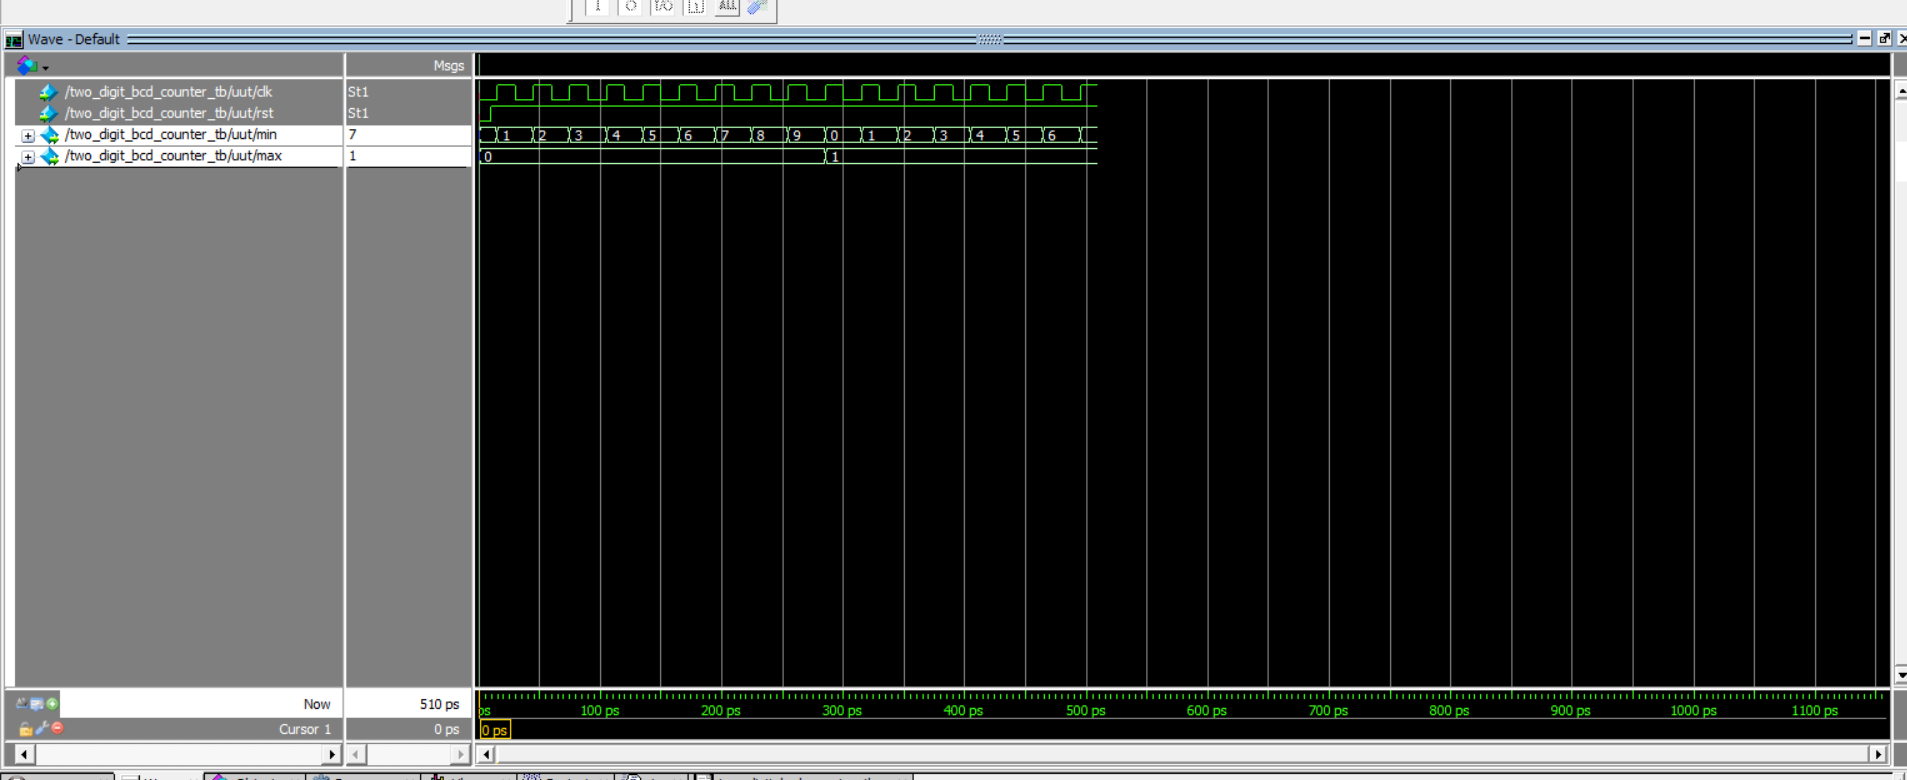 I O I/O ALL
Wave - Default
Msgs
/two_digit_bcd_counter_tb/uut/clk St1
/two_digit_bcd_counter_tb/uut/rst St1
/two_digit_bcd_counter_tb/uut/min 7 1 2 3 4 5 6 7 8 9 0 1 2 3 4 5 6
/two_digit_bcd_counter_tb/uut/max 1 0 1
Now 510 ps ps 100 ps 200 ps 300 ps 400 ps 500 ps 600 ps 700 ps 800 ps 900 ps 1000 ps 1100 ps
Cursor 1 0 ps 0 ps